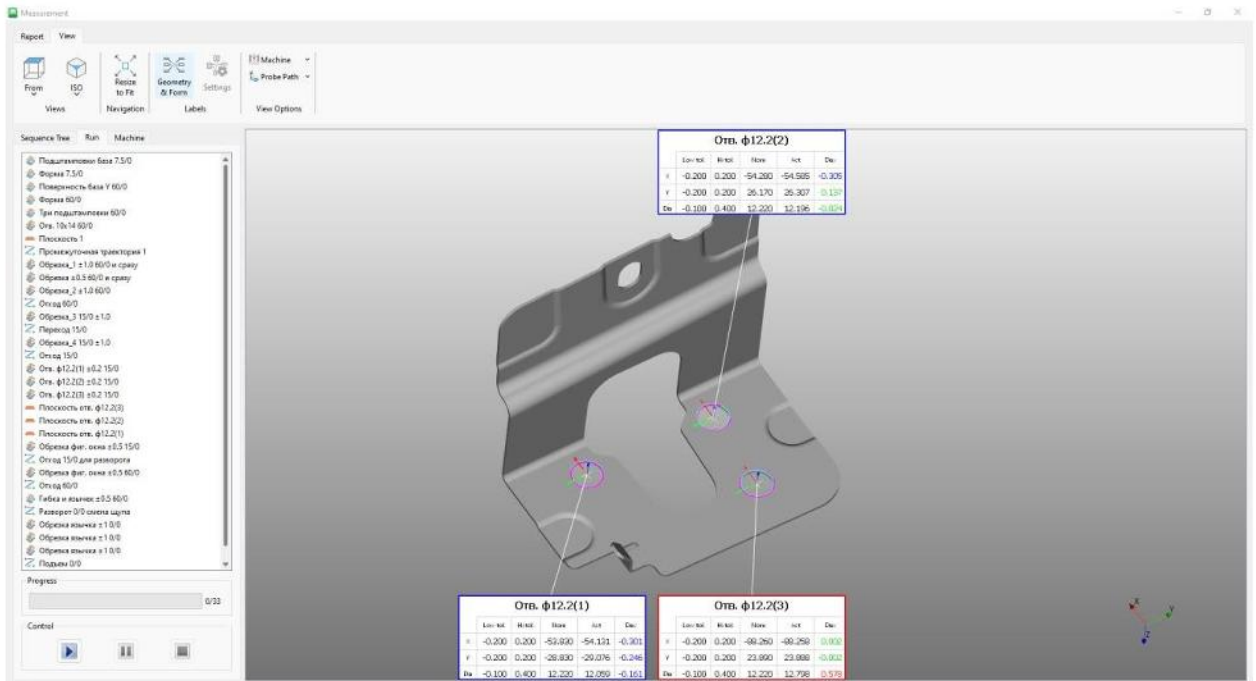 Measurement
Report View
From
ISO
Resize
to Fit
Geometry
& Form
Settings
Machine
Probe Path
Views
Navigation
Labels
View Options
Sequence Tree Run Machine
Подштамповки база 7.5/0
Форма 7.5/0
Поверхность база Y 60/0
Форма 60/0
Три подштамповки 60/0
Отв. 10x14 60/0
Плоскость 1
Промежуточная траектория 1
Обрезка_1 ±1.0 60/0 и сразу
Обрезка ±0.5 60/0 и сразу
Обрезка_2 ±1.0 60/0
Отход 60/0
Обрезка_3 15/0 ±1.0
Переход 15/0
Обрезка_4 15/0 ±1.0
Отход 15/0
Отв. ф12.2(1) ±0.2 15/0
Отв. ф12.2(2) ±0.2 15/0
Отв. ф12.2(3) ±0.2 15/0
Плоскость отв. ф12.2(3)
Плоскость отв. ф12.2(2)
Плоскость отв. ф12.2(1)
Обрезка фиг. окна ±0.5 15/0
Отход 15/0 для разворота
Обрезка фиг. окна ±0.5 60/0
Отход 60/0
Гибка и язычек ±0.5 60/0
Разворот 0/0 смена щупа
Обрезка язычка ±1 0/0
Обрезка язычка ±1 0/0
Обрезка язычка ±1 0/0
Подъем 0/0
Progress
0/33
Control
Отв. ф12.2(2)
Low tol. Hi tol. Nom Act Dev
X -0.200 0.200 -54.280 -54.585 -0.305
Y -0.200 0.200 26.170 26.307 0.137
Dia -0.100 0.400 12.220 12.196 -0.024
Отв. ф12.2(1)
Low tol. Hi tol. Nom Act Dev
X -0.200 0.200 -53.830 -54.131 -0.301
Y -0.200 0.200 -28.830 -29.076 -0.246
Dia -0.100 0.400 12.220 12.059 -0.161
Отв. ф12.2(3)
Low tol. Hi tol. Nom Act Dev
X -0.200 0.200 -88.260 -88.258 0.002
Y -0.200 0.200 23.890 23.888 -0.002
Dia -0.100 0.400 12.220 12.798 0.578
X
Y
Z